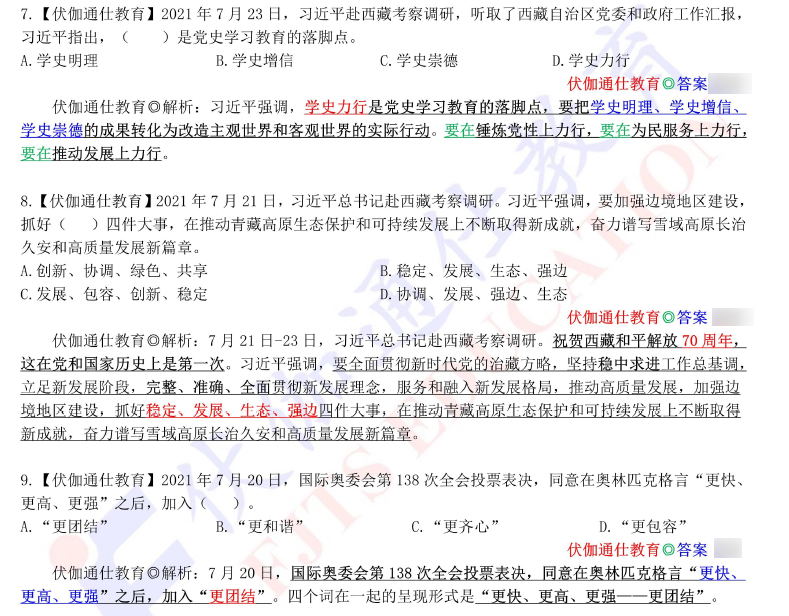 7.【伏伽通仕教育】2021 年 7 月 23 日，习近平赴西藏考察调研，听取了西藏自治区党委和政府工作汇报，
习近平指出，（  ）是党史学习教育的落脚点。
A.学史明理 B.学史增信 C.学史崇德 D.学史力行
伏伽通仕教育◎答案
伏伽通仕教育◎解析：习近平强调，学史力行是党史学习教育的落脚点，要把学史明理、学史增信、
学史崇德的成果转化为改造主观世界和客观世界的实际行动。要在锤炼党性上力行，要在为民服务上力行，
要在推动发展上力行。
8.【伏伽通仕教育】2021 年 7 月 21 日，习近平总书记赴西藏考察调研。习近平强调，要加强边境地区建设，
抓好（  ）四件大事，在推动青藏高原生态保护和可持续发展上不断取得新成就，奋力谱写雪域高原长治
久安和高质量发展新篇章。
A.创新、协调、绿色、共享 B.稳定、发展、生态、强边
C.发展、包容、创新、稳定 D.协调、发展、强边、生态
伏伽通仕教育◎答案
伏伽通仕教育◎解析：7 月 21 日-23 日，习近平总书记赴西藏考察调研。祝贺西藏和平解放 70 周年，
这在党和国家历史上是第一次。习近平强调，要全面贯彻新时代党的治藏方略，坚持稳中求进工作总基调，
立足新发展阶段，完整、准确、全面贯彻新发展理念，服务和融入新发展格局，推动高质量发展，加强边
境地区建设，抓好稳定、发展、生态、强边四件大事，在推动青藏高原生态保护和可持续发展上不断取得
新成就，奋力谱写雪域高原长治久安和高质量发展新篇章。
9.【伏伽通仕教育】2021 年 7 月 20 日，国际奥委会第 138 次全会投票表决，同意在奥林匹克格言“更快、
更高、更强”之后，加入（  ）。
A.“更团结” B.“更和谐” C.“更齐心” D.“更包容”
伏伽通仕教育◎答案
伏伽通仕教育◎解析：7 月 20 日，国际奥委会第 138 次全会投票表决，同意在奥林匹克格言“更快、
更高、更强”之后，加入“更团结”。四个词在一起的呈现形式是“更快、更高、更强——更团结”。
伏伽通仕教育
FJTS EDUCATION